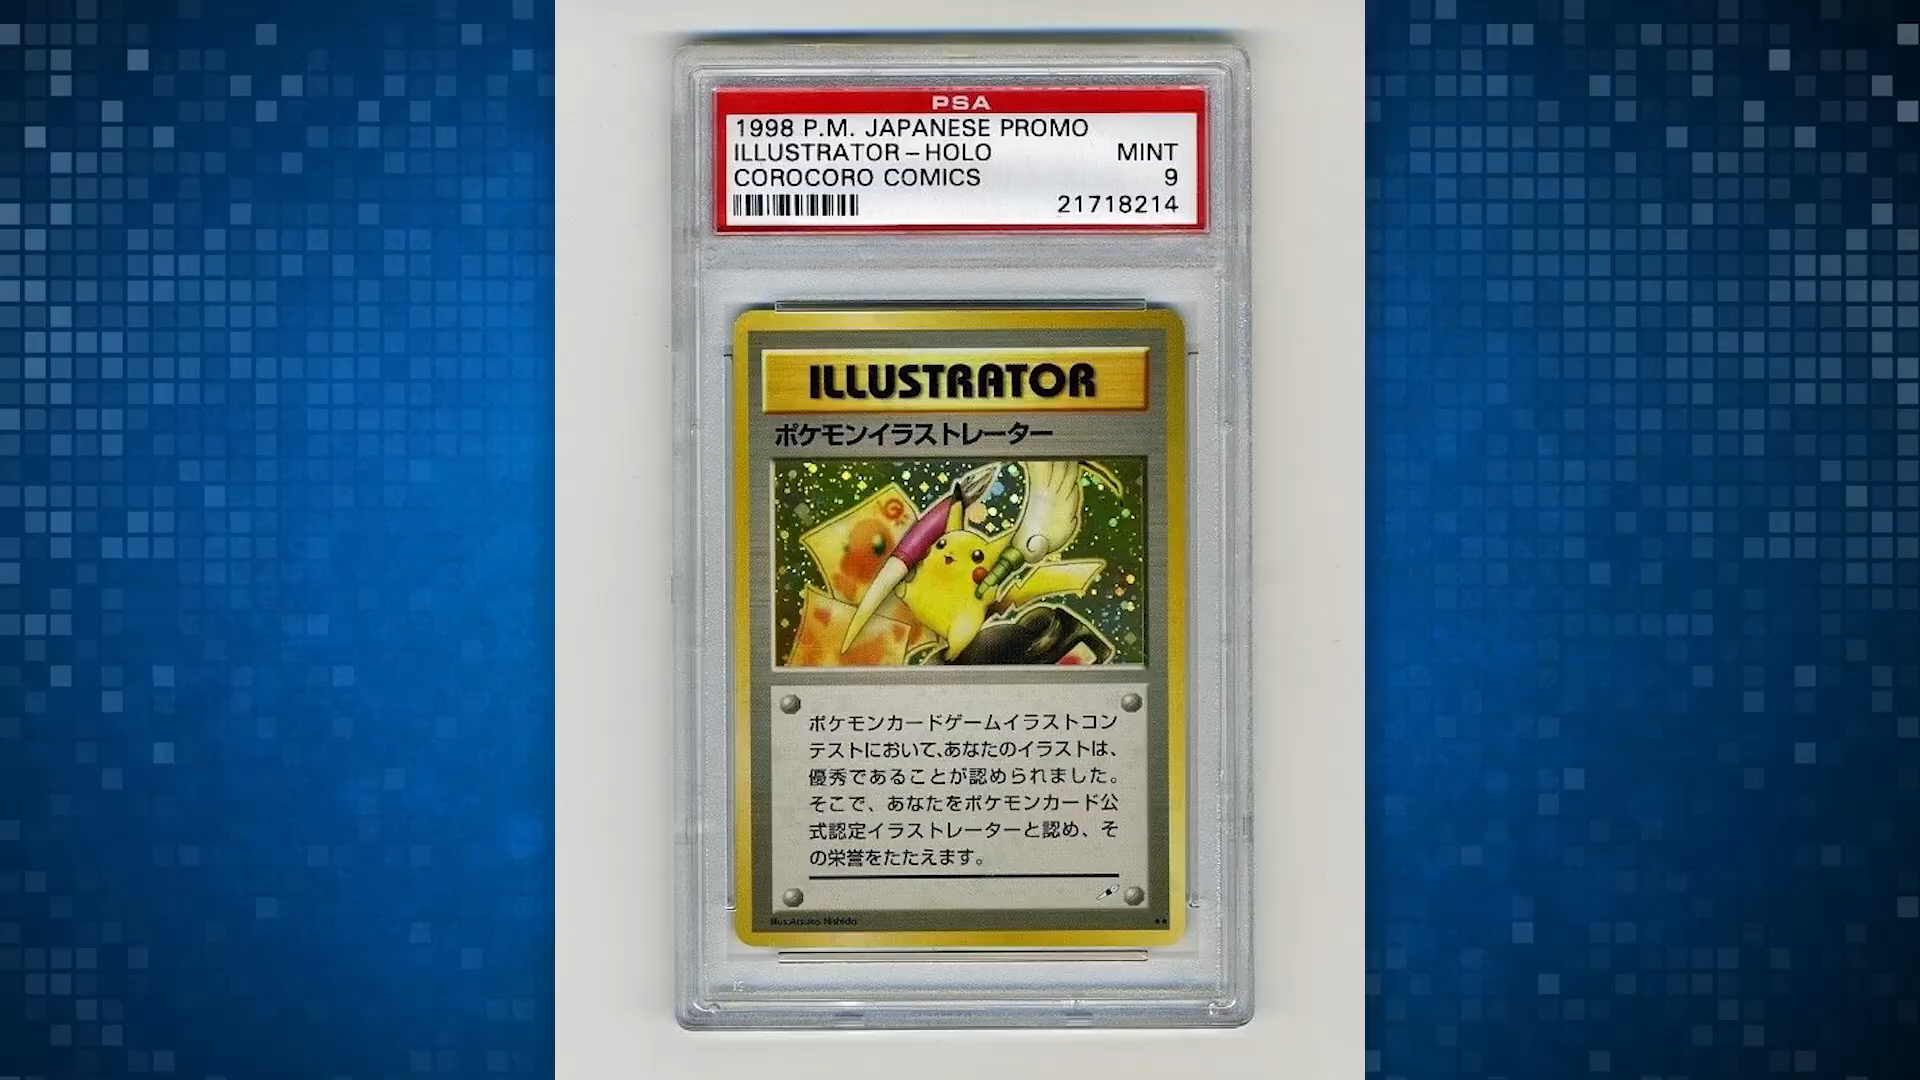 PSA
1998 P.M. JAPANESE PROMO
ILLUSTRATOR-HOLO MINT
COROCORO COMICS 9
21718214
ILLUSTRATOR
ポケモンイラストレーター
ポケモンカードゲームイラストコン
テストにおいて、あなたのイラストは、
優秀であることが認められました。
そこで、あなたをポケモンカード公
式認定イラストレーターと認め、そ
の栄誉をたたえます。
Illus.Atsuko Nishida